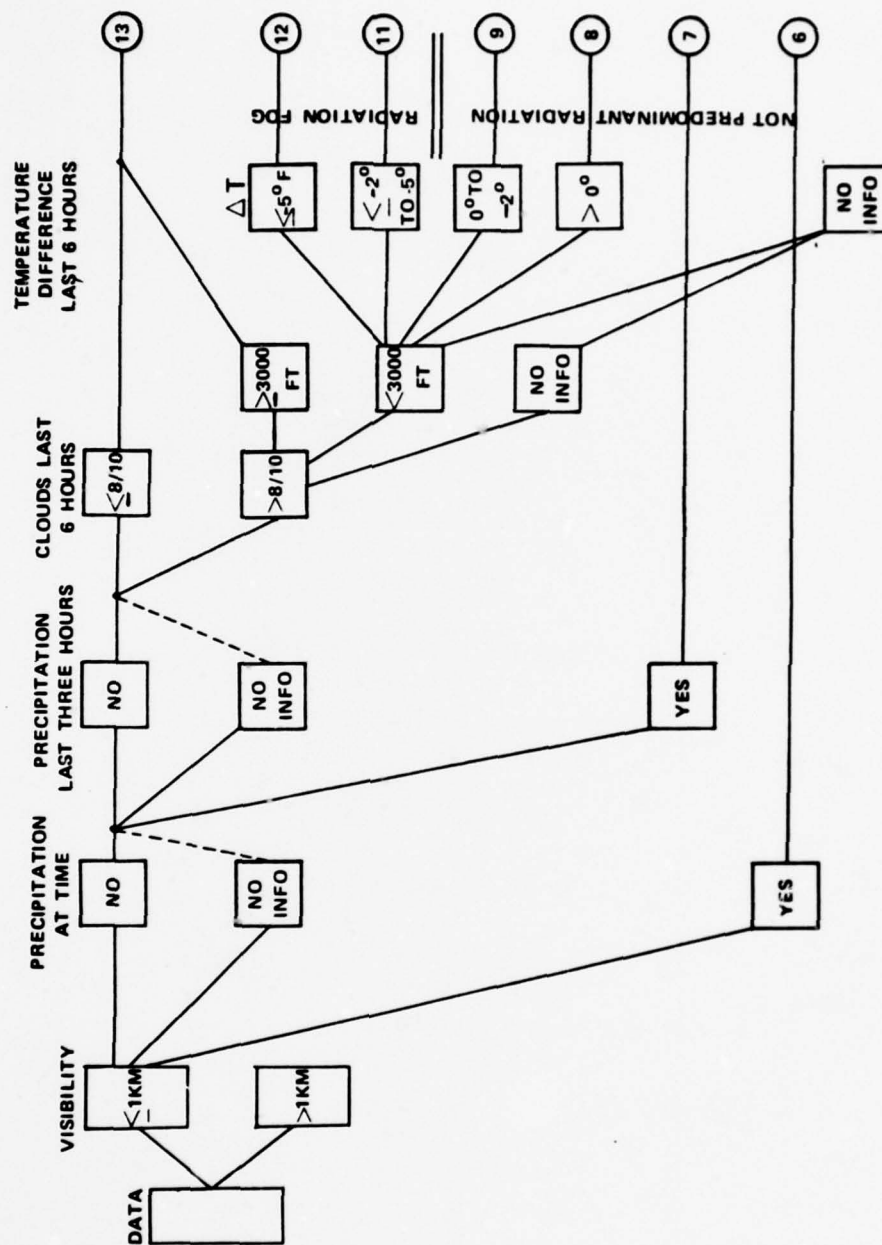 DATA
VISIBILITY
≤1KM
>1KM
PRECIPITATION
AT TIME
NO
NO
INFO
YES
PRECIPITATION
LAST THREE HOURS
NO
NO
INFO
YES
CLOUDS LAST
6 HOURS
≤8/10
>8/10
≥3000
FT
<3000
FT
NO
INFO
TEMPERATURE
DIFFERENCE
LAST 6 HOURS
△ T
≤-5° F
≤-2°
TO -5°
0° TO
-2°
> 0°
NO
INFO
RADIATION FOG
NOT PREDOMINANT RADIATION
13
12
11
9
8
7
6